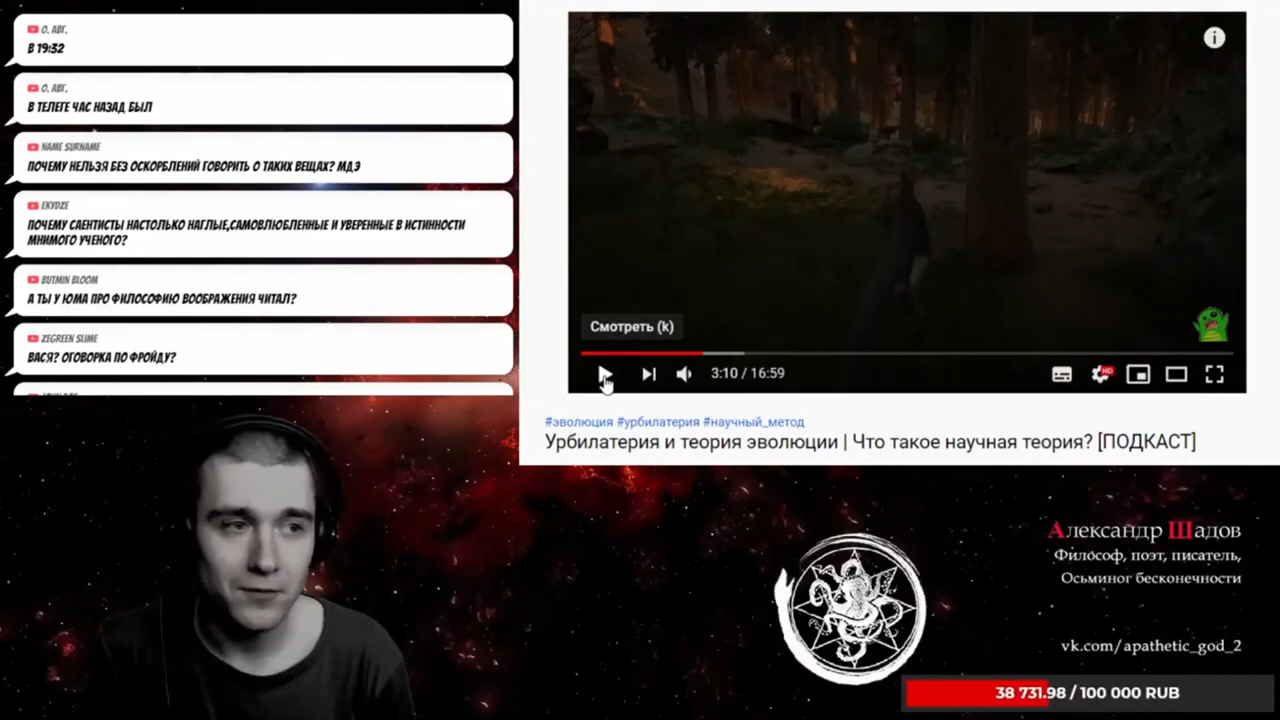 О. АВГ.
В 19:32
О. АВГ.
В ТЕЛЕГЕ ЧАС НАЗАД БЫЛ
NAME SURNAME
ПОЧЕМУ НЕЛЬЗЯ БЕЗ ОСКОРБЛЕНИЙ ГОВОРИТЬ О ТАКИХ ВЕЩАХ? МДЭ
EKYDZE
ПОЧЕМУ САЕНТИСТЫ НАСТОЛЬКО НАГЛЫЕ,САМОВЛЮБЛЕННЫЕ И УВЕРЕННЫЕ В ИСТИННОСТИ
МНИМОГО УЧЕНОГО?
BUTMIN BLOOM
А ТЫ У ЮМА ПРО ФИЛОСОФИЮ ВООБРАЖЕНИЯ ЧИТАЛ?
ZEGREEN SLIME
ВАСЯ? ОГОВОРКА ПО ФРОЙДУ?
Смотреть (k)
3:10 / 16:59
HD
#эволюция #урбилатерия #научный_метод
Урбилатерия и теория эволюции | Что такое научная теория? [ПОДКАСТ]
Александр Шадов
Философ, поэт, писатель,
Осьминог бесконечности
vk.com/apathetic_god_2
38 731.98 / 100 000 RUB